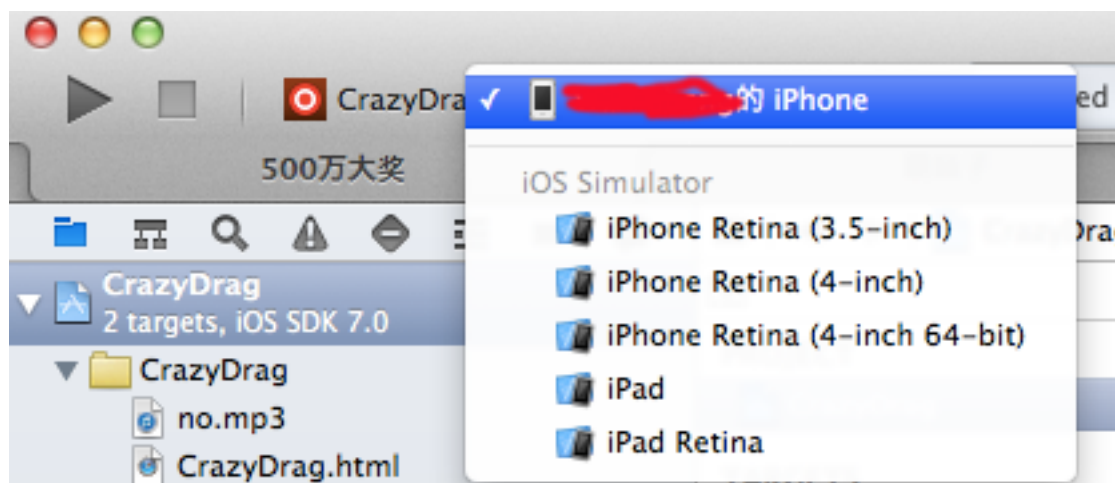 CrazyDra
✓ 的 iPhone
ed
500万大奖
iOS Simulator
iPhone Retina (3.5-inch)
iPhone Retina (4-inch)
iPhone Retina (4-inch 64-bit)
iPad
iPad Retina
CrazyDrag
2 targets, iOS SDK 7.0
CrazyDrag
no.mp3
CrazyDrag.html